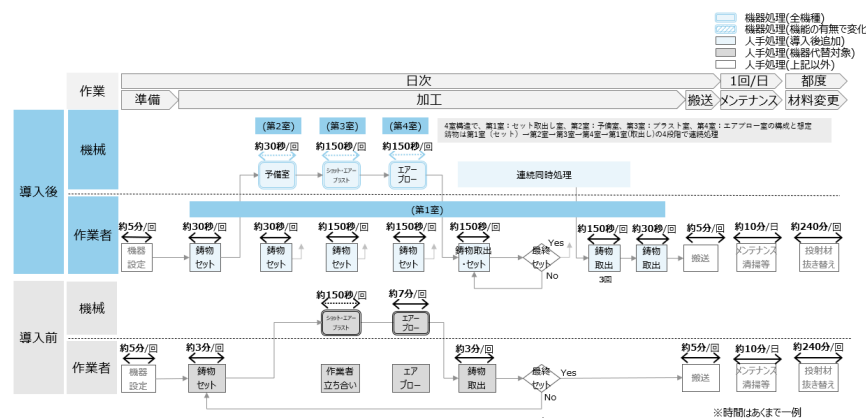 機器処理(全機種)
機器処理(機能の有無で変化)
人手処理(導入後追加)
人手処理(機器代替対象)
人手処理(上記以外)
作業
日次
1回/日
都度
準備
加工
搬送
メンテナンス
材料変更
導入後
機械
(第2室)
(第3室)
(第4室)
4室構造で、第1室：セット取出し室、第2室：予備室、第3室：ブラスト室、第4室：エアブロー室の構成と想定
鋳物は第1室（セット）ー第2室ー第3室ー第4室ー第1室(取出し)の4段階で連続処理
約30秒/回
約150秒/回
約150秒/回
予備室
ショット・エアー
ブラスト
エアー
ブロー
連続同時処理
作業者
(第1室)
約5分/回
約30秒/回
約30秒/回
約150秒/回
約150秒/回
約150秒/回
約150秒/回
約30秒/回
約5分/回
約10分/日
約240分/回
機器
設定
鋳物
セット
鋳物
セット
鋳物
セット
鋳物
セット
鋳物取出
・セット
最終
セット
Yes
No
鋳物
取出
3回
鋳物
取出
搬送
メンテナンス
清掃等
投射材
抜き替え
導入前
機械
約150秒/回
約7分/回
ショット・エアー
ブラスト
エアー
ブロー
作業者
約5分/回
約3分/回
約3分/回
約5分/回
約10分/日
約240分/回
機器
設定
鋳物
セット
作業者
立ち合い
エア
ブロー
鋳物
取出
最終
セット
Yes
No
搬送
メンテナンス
清掃等
投射材
抜き替え
※時間はあくまで一例